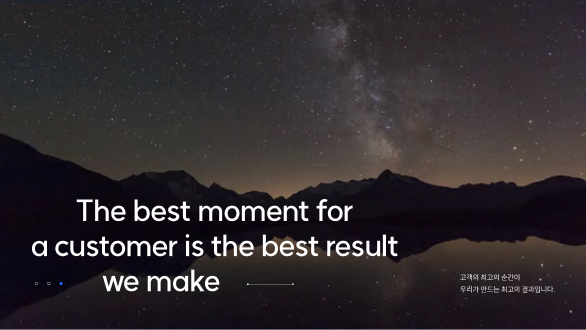 The best moment for
a customer is the best result
we make
고객의 최고의 순간이
우리가 만드는 최고의 결과입니다.